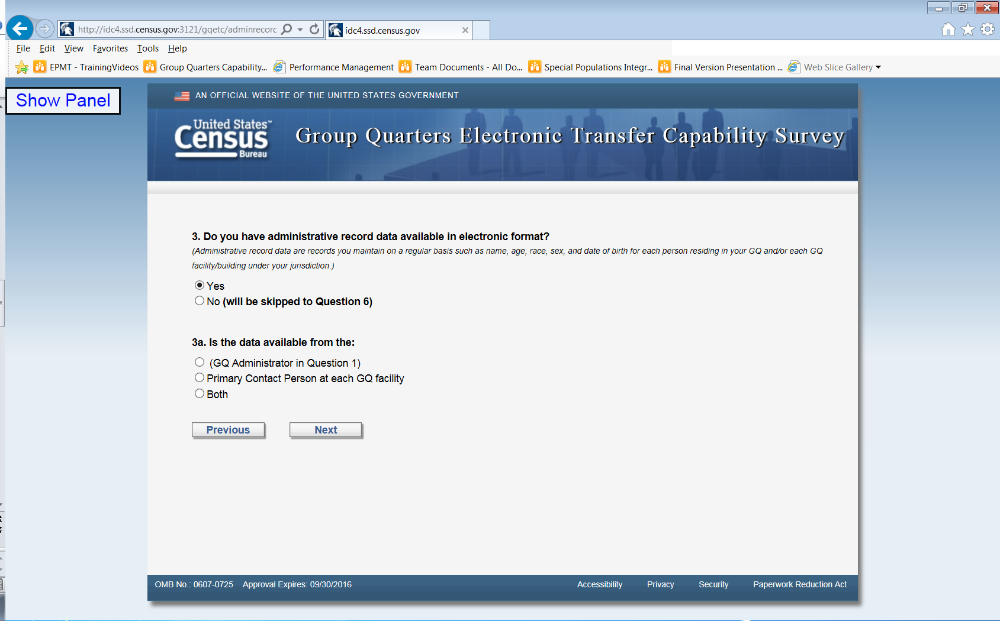 http://idc4.ssd.census.gov:3121/gqetc/adminrecorc
idc4.ssd.census.gov
File Edit View Favorites Tools Help
EPMT - TrainingVideos Group Quarters Capability... Performance Management Team Documents - All Do... Special Populations Integr... Final Version Presentation ... Web Slice Gallery
Show Panel
AN OFFICIAL WEBSITE OF THE UNITED STATES GOVERNMENT
United States™
Census
Bureau
Group Quarters Electronic Transfer Capability Survey
3. Do you have administrative record data available in electronic format?
(Administrative record data are records you maintain on a regular basis such as name, age, race, sex, and date of birth for each person residing in your GQ and/or each GQ
facility/building under your jurisdiction.)
Yes
No (will be skipped to Question 6)
3a. Is the data available from the:
(GQ Administrator in Question 1)
Primary Contact Person at each GQ facility
Both
Previous Next
OMB No.: 0607-0725 Approval Expires: 09/30/2016 Accessibility Privacy Security Paperwork Reduction Act